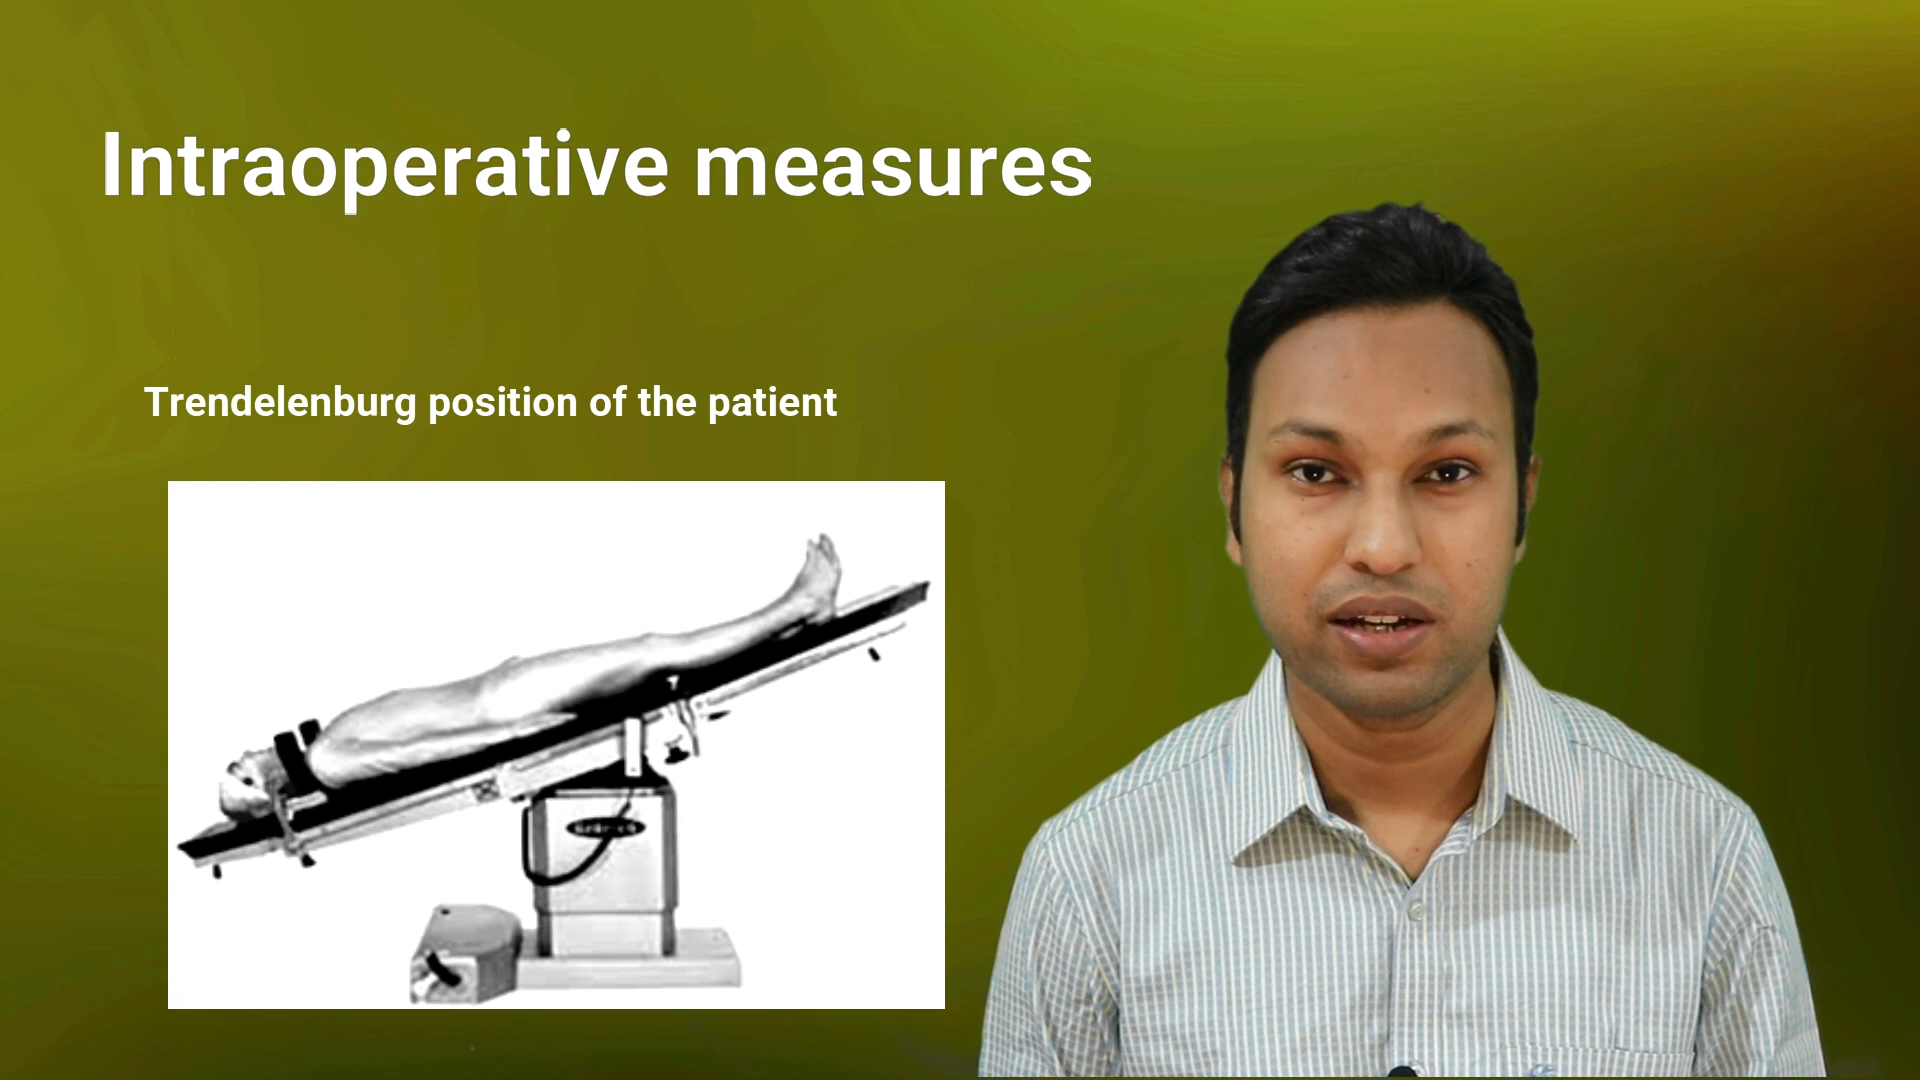 Intraoperative measures
Trendelenburg position of the patient